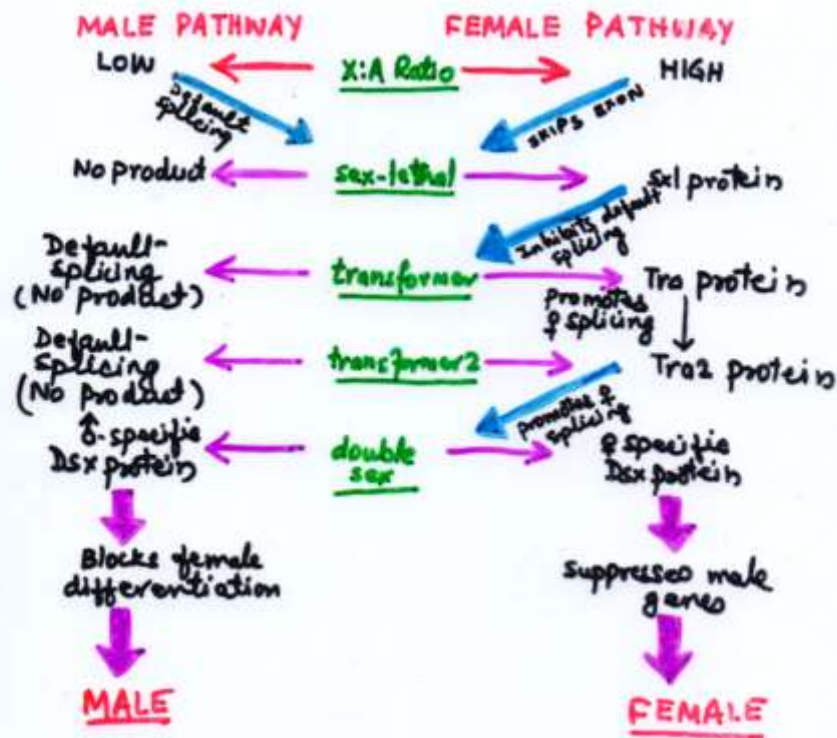 MALE PATHWAY FEMALE PATHWAY
LOW X:A Ratio HIGH
Default
splicing
SKIPS EXON
No product sex-lethal sxl protein
Inhibits default
splicing
Default-
splicing
(No product)
transformer
Tra protein
promotes
♀ splicing
Default-
splicing
(No product)
transformer2
Tra2 protein
promotes ♀
splicing
♂-specific
Dsx protein
double
sex
♀ specific
Dsx protein
Blocks female
differentiation
suppresses male
genes
MALE FEMALE